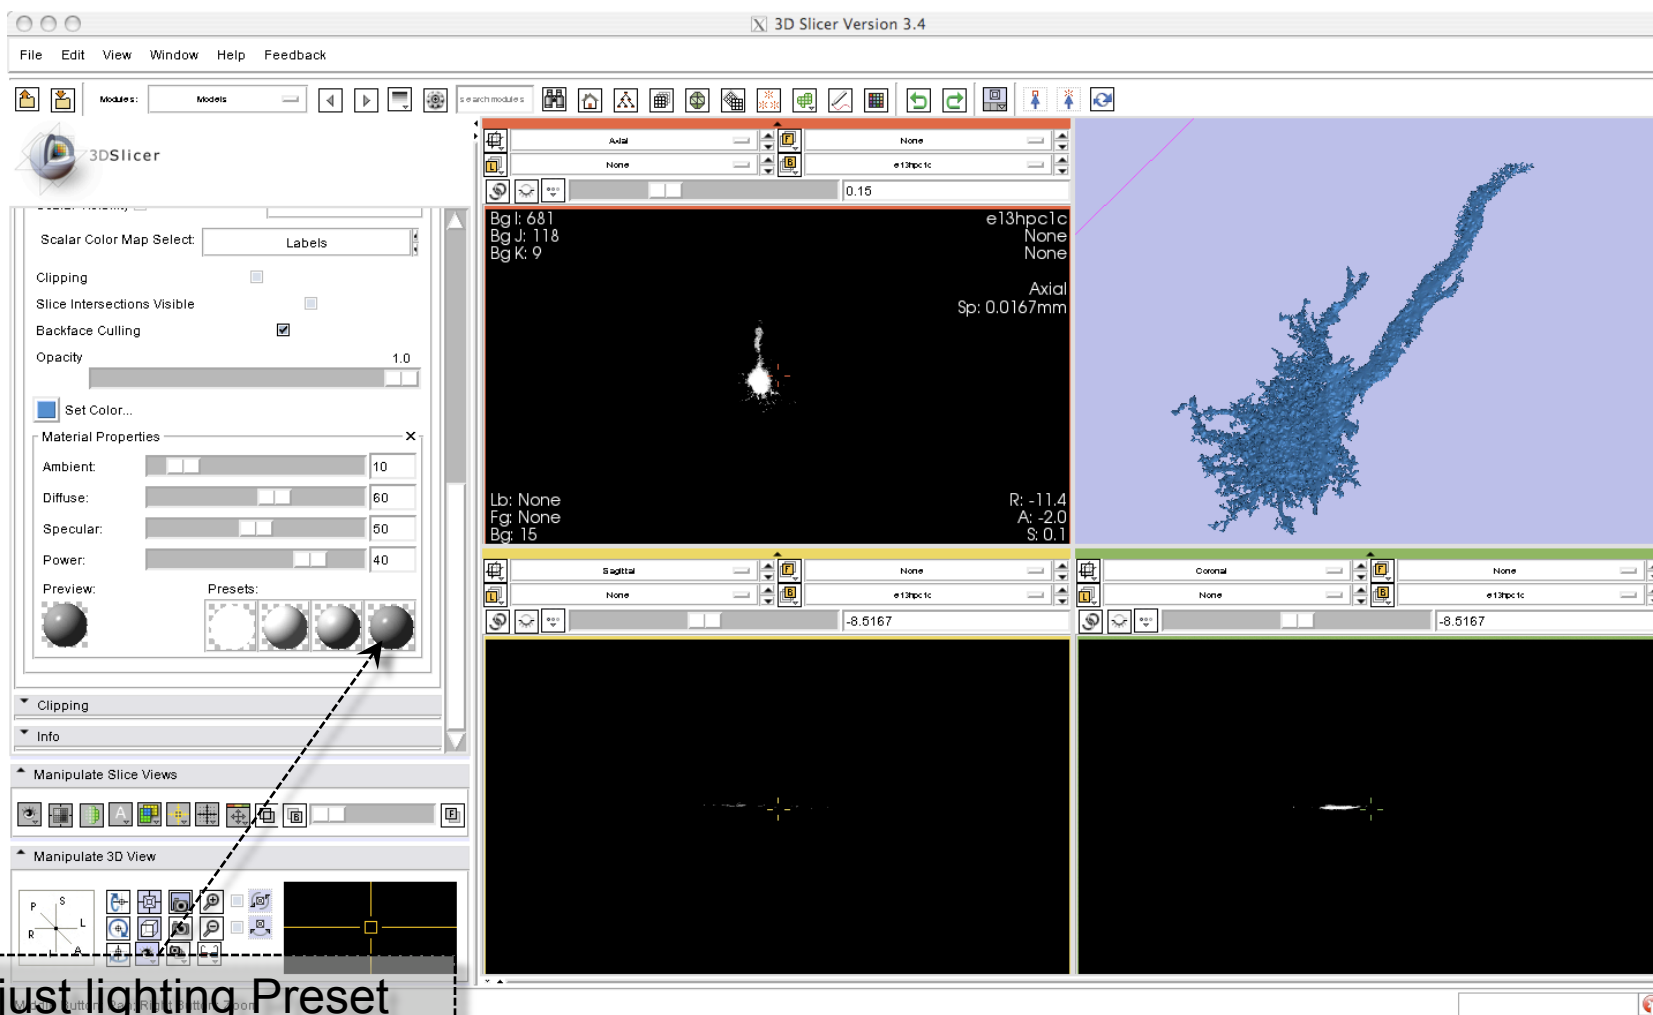 3D Slicer Version 3.4
File Edit View Window Help Feedback
Modules: Models search modules
3DSlicer
Scalar Color Map Select: Labels
Clipping
Slice Intersections Visible
Backface Culling
Opacity 1.0
Set Color...
Material Properties
Ambient: 10
Diffuse: 60
Specular: 50
Power: 40
Preview: Presets:
Clipping
Info
Manipulate Slice Views
Manipulate 3D View
P S L R I A
just lighting Preset
Axial None
None e13hpc1c
0.15
Bg I: 681
Bg J: 118
Bg K: 9
e13hpc1c
None
None
Axial
Sp: 0.0167mm
Lb: None
Fg: None
Bg: 15
R: -11.4
A: -2.0
S: 0.1
Sagittal None
None e13hpc1c
-8.5167
Coronal None
None e13hpc1c
-8.5167